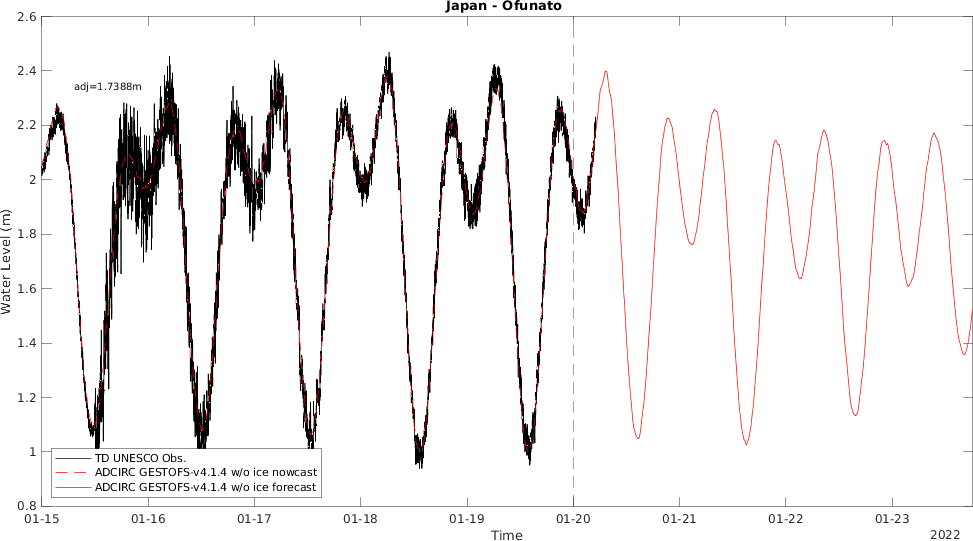 Japan - Ofunato
2.6
2.4
2.2
2
1.8
1.6
1.4
1.2
1
0.8
Water Level (m)
adj=1.7388m
TD UNESCO Obs.
ADCIRC GESTOFS-v4.1.4 w/o ice nowcast
ADCIRC GESTOFS-v4.1.4 w/o ice forecast
01-15 01-16 01-17 01-18 01-19 01-20 01-21 01-22 01-23
Time
2022